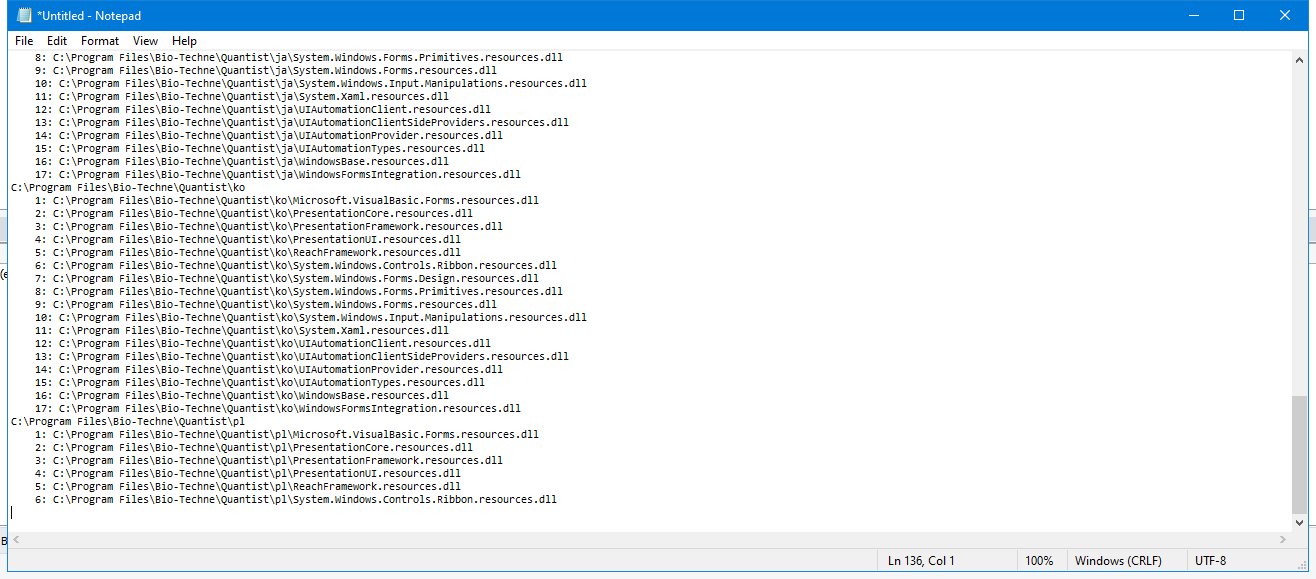 *Untitled - Notepad
File Edit Format View Help
8: C:\Program Files\Bio-Techne\Quantist\ja\System.Windows.Forms.Primitives.resources.dll
9: C:\Program Files\Bio-Techne\Quantist\ja\System.Windows.Forms.resources.dll
10: C:\Program Files\Bio-Techne\Quantist\ja\System.Windows.Input.Manipulations.resources.dll
11: C:\Program Files\Bio-Techne\Quantist\ja\System.Xaml.resources.dll
12: C:\Program Files\Bio-Techne\Quantist\ja\UIAutomationClient.resources.dll
13: C:\Program Files\Bio-Techne\Quantist\ja\UIAutomationClientSideProviders.resources.dll
14: C:\Program Files\Bio-Techne\Quantist\ja\UIAutomationProvider.resources.dll
15: C:\Program Files\Bio-Techne\Quantist\ja\UIAutomationTypes.resources.dll
16: C:\Program Files\Bio-Techne\Quantist\ja\WindowsBase.resources.dll
17: C:\Program Files\Bio-Techne\Quantist\ja\WindowsFormsIntegration.resources.dll
C:\Program Files\Bio-Techne\Quantist\ko
1: C:\Program Files\Bio-Techne\Quantist\ko\Microsoft.VisualBasic.Forms.resources.dll
2: C:\Program Files\Bio-Techne\Quantist\ko\PresentationCore.resources.dll
3: C:\Program Files\Bio-Techne\Quantist\ko\PresentationFramework.resources.dll
4: C:\Program Files\Bio-Techne\Quantist\ko\PresentationUI.resources.dll
5: C:\Program Files\Bio-Techne\Quantist\ko\ReachFramework.resources.dll
6: C:\Program Files\Bio-Techne\Quantist\ko\System.Windows.Controls.Ribbon.resources.dll
7: C:\Program Files\Bio-Techne\Quantist\ko\System.Windows.Forms.Design.resources.dll
8: C:\Program Files\Bio-Techne\Quantist\ko\System.Windows.Forms.Primitives.resources.dll
9: C:\Program Files\Bio-Techne\Quantist\ko\System.Windows.Forms.resources.dll
10: C:\Program Files\Bio-Techne\Quantist\ko\System.Windows.Input.Manipulations.resources.dll
11: C:\Program Files\Bio-Techne\Quantist\ko\System.Xaml.resources.dll
12: C:\Program Files\Bio-Techne\Quantist\ko\UIAutomationClient.resources.dll
13: C:\Program Files\Bio-Techne\Quantist\ko\UIAutomationClientSideProviders.resources.dll
14: C:\Program Files\Bio-Techne\Quantist\ko\UIAutomationProvider.resources.dll
15: C:\Program Files\Bio-Techne\Quantist\ko\UIAutomationTypes.resources.dll
16: C:\Program Files\Bio-Techne\Quantist\ko\WindowsBase.resources.dll
17: C:\Program Files\Bio-Techne\Quantist\ko\WindowsFormsIntegration.resources.dll
C:\Program Files\Bio-Techne\Quantist\pl
1: C:\Program Files\Bio-Techne\Quantist\pl\Microsoft.VisualBasic.Forms.resources.dll
2: C:\Program Files\Bio-Techne\Quantist\pl\PresentationCore.resources.dll
3: C:\Program Files\Bio-Techne\Quantist\pl\PresentationFramework.resources.dll
4: C:\Program Files\Bio-Techne\Quantist\pl\PresentationUI.resources.dll
5: C:\Program Files\Bio-Techne\Quantist\pl\ReachFramework.resources.dll
6: C:\Program Files\Bio-Techne\Quantist\pl\System.Windows.Controls.Ribbon.resources.dll
Ln 136, Col 1 100% Windows (CRLF) UTF-8